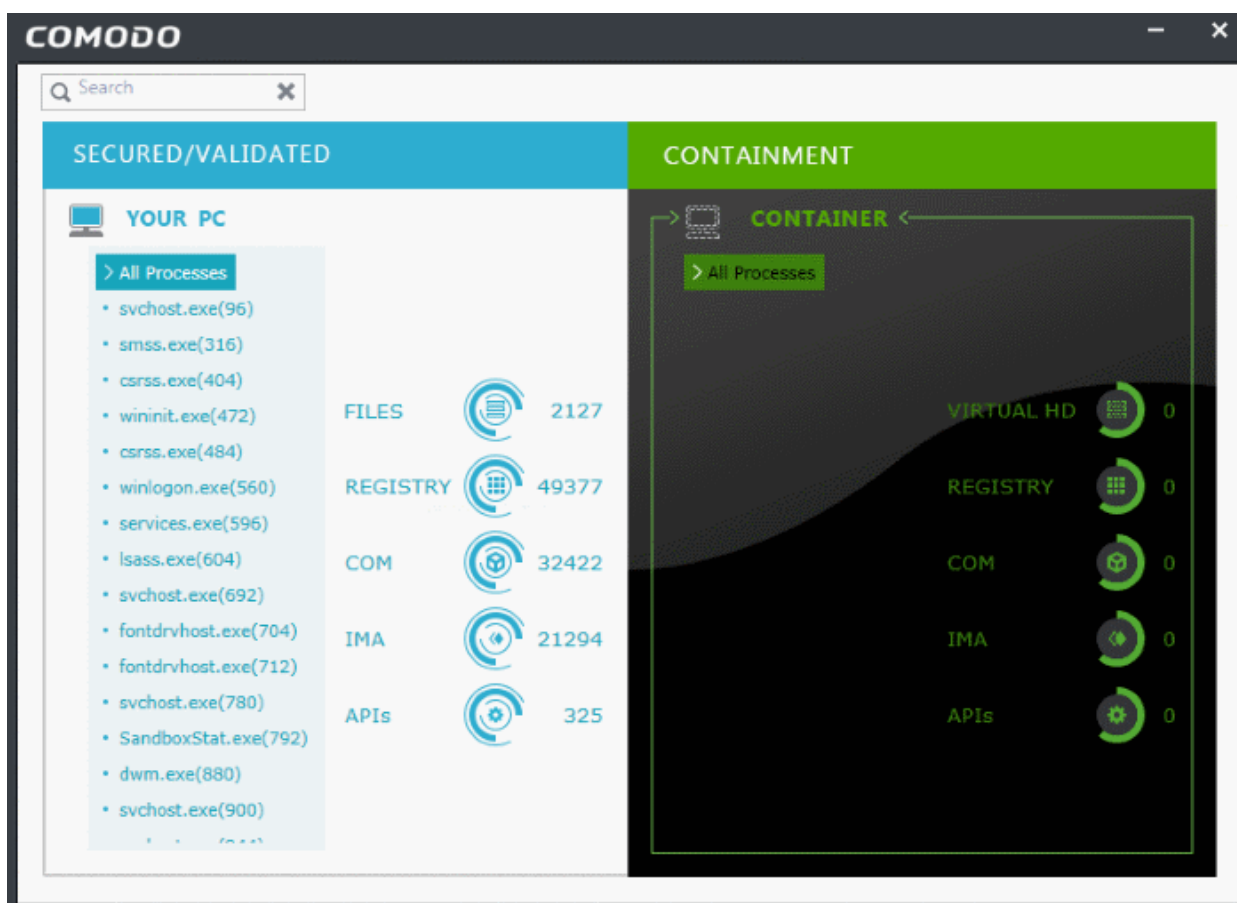 COMODO
Search
SECURED/VALIDATED
CONTAINMENT
YOUR PC
CONTAINER
All Processes
svchost.exe(96)
smss.exe(316)
csrss.exe(404)
wininit.exe(472)
csrss.exe(484)
winlogon.exe(560)
services.exe(596)
lsass.exe(604)
svchost.exe(692)
fontdrvhost.exe(704)
fontdrvhost.exe(712)
svchost.exe(780)
SandboxStat.exe(792)
dwm.exe(880)
svchost.exe(900)
FILES 2127
REGISTRY 49377
COM 32422
IMA 21294
APIs 325
All Processes
VIRTUAL HD 0
REGISTRY 0
COM 0
IMA 0
APIs 0